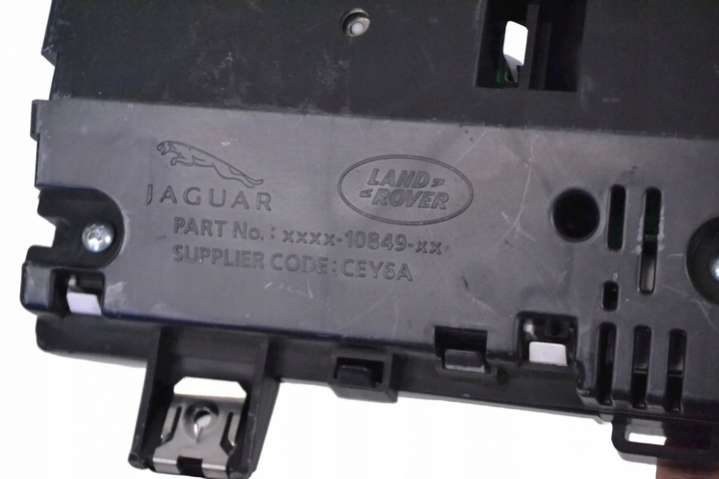 JAGUAR
LAND
ROVER
PART No.: xxxx-10849-xx
SUPPLIER CODE: CEY6A